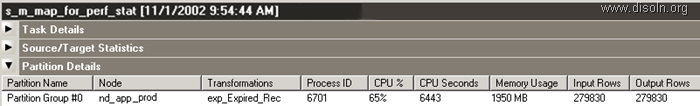 www.disoln.org
s_m_map_for_perf_stat [11/1/2002 9:54:44 AM]
Task Details
Source/Target Statistics
Partition Details
Partition Name Node Transformations Process ID CPU % CPU Seconds Memory Usage Input Rows Output Rows
Partition Group #0 nd_app_prod exp_Expired_Rec 6701 65% 6443 1950 MB 279830 279830